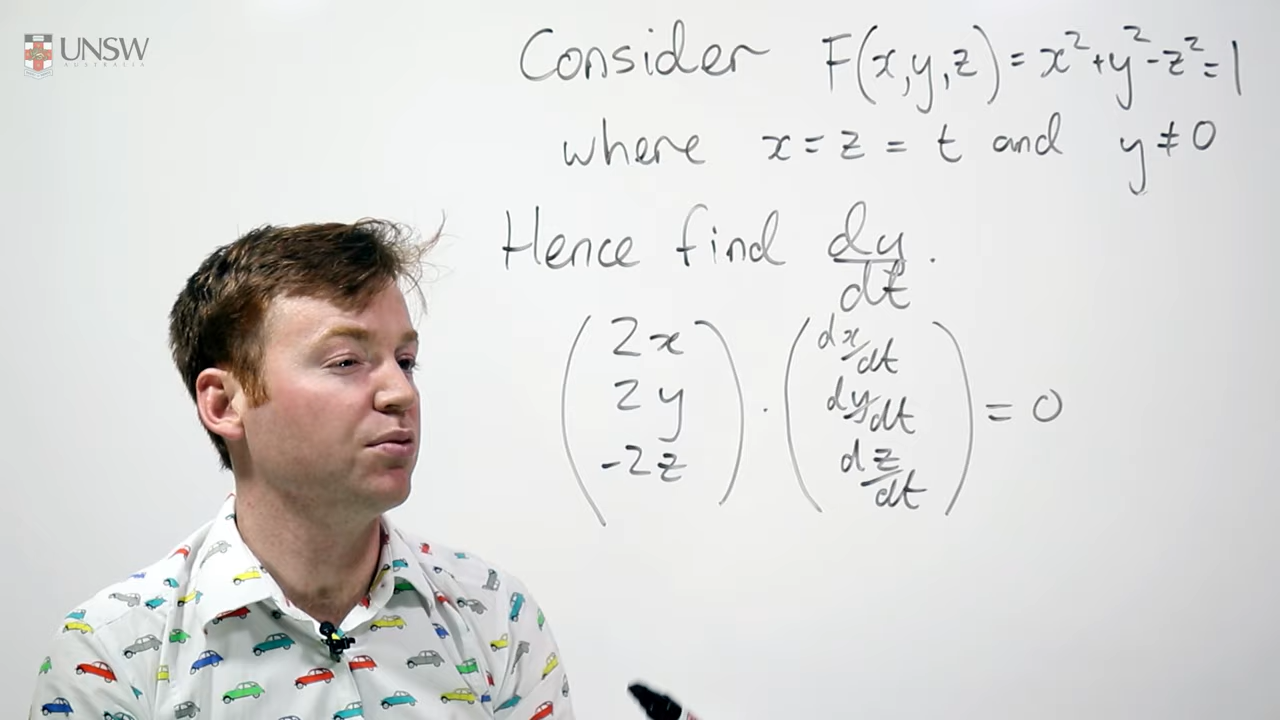 UNSW
AUSTRALIA
Consider F(x,y,z) = x²+y²-z²=1
where x = z = t and y ≠ 0
Hence find dy/dt.
(2x, 2y, -2z) · (dx/dt, dy/dt, dz/dt) = 0